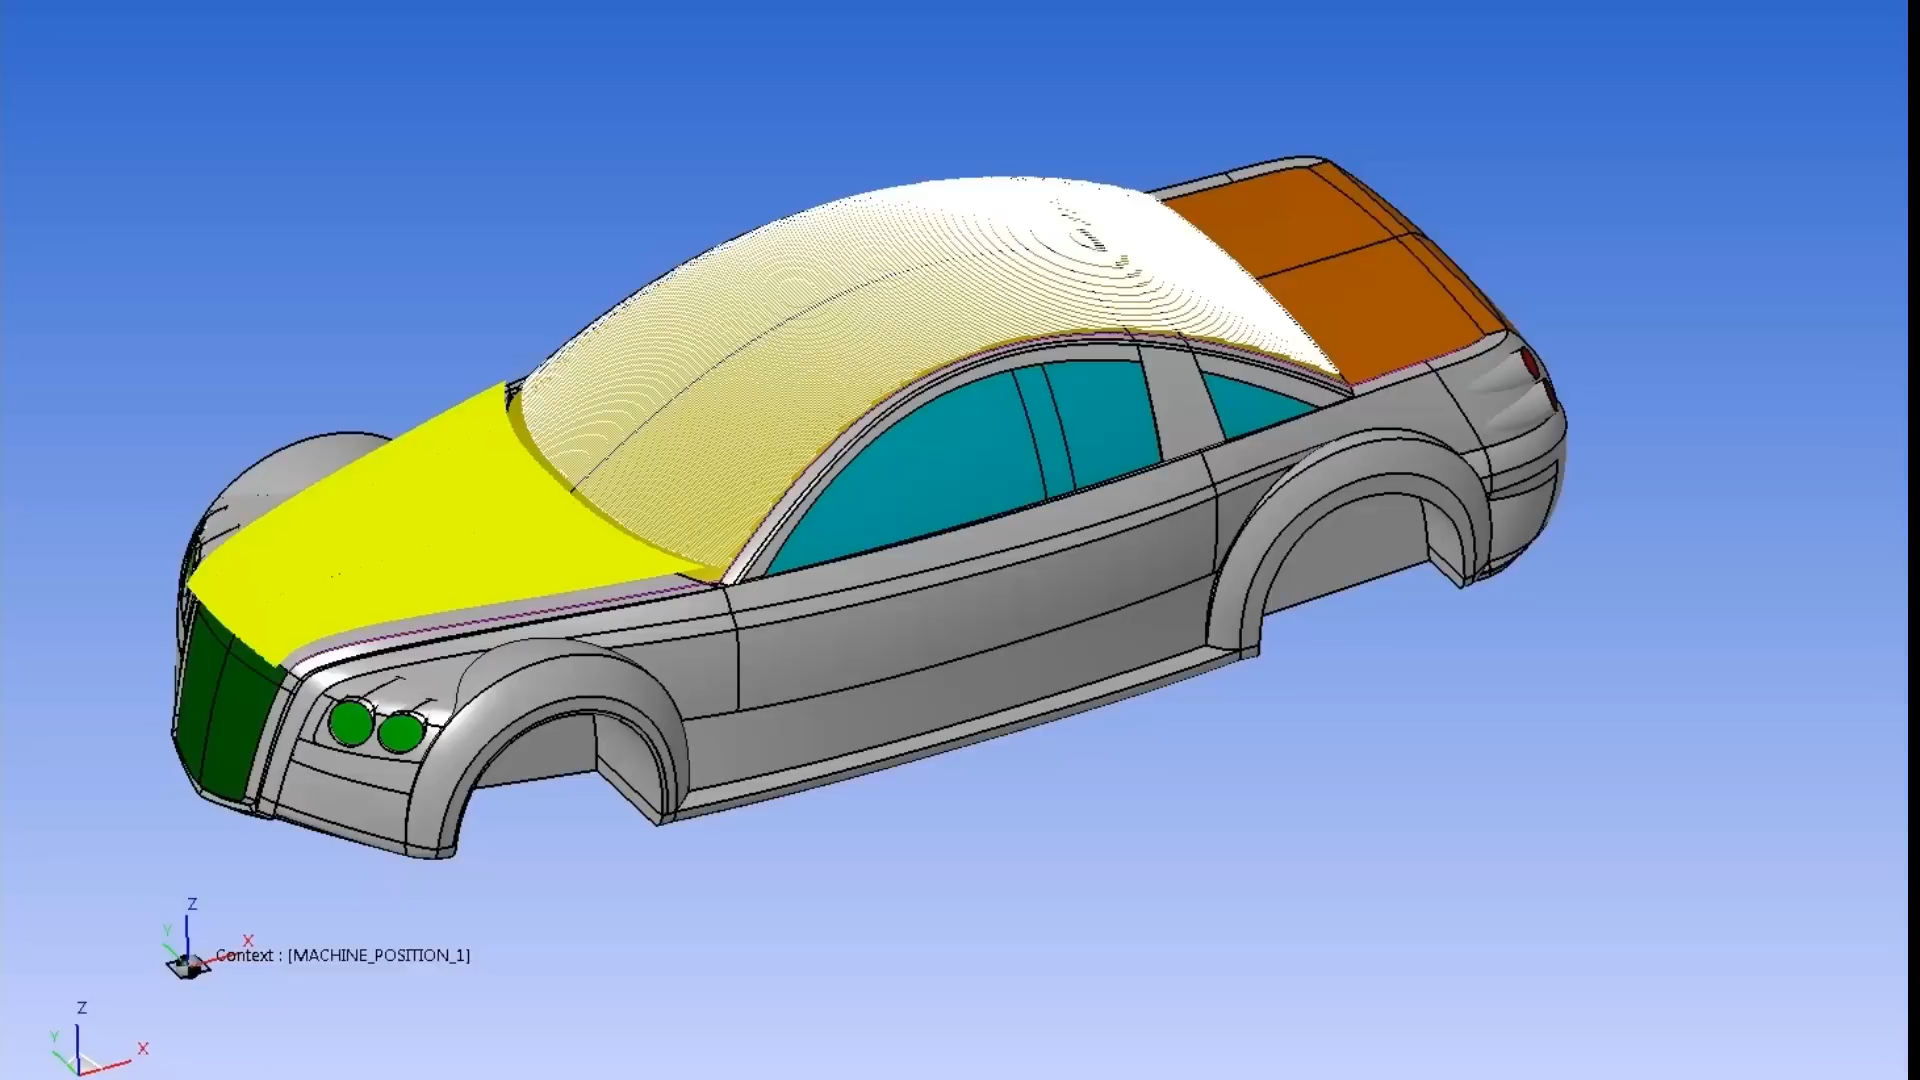 Z
Y
X
Context : [MACHINE_POSITION_1]
Z
Y
X